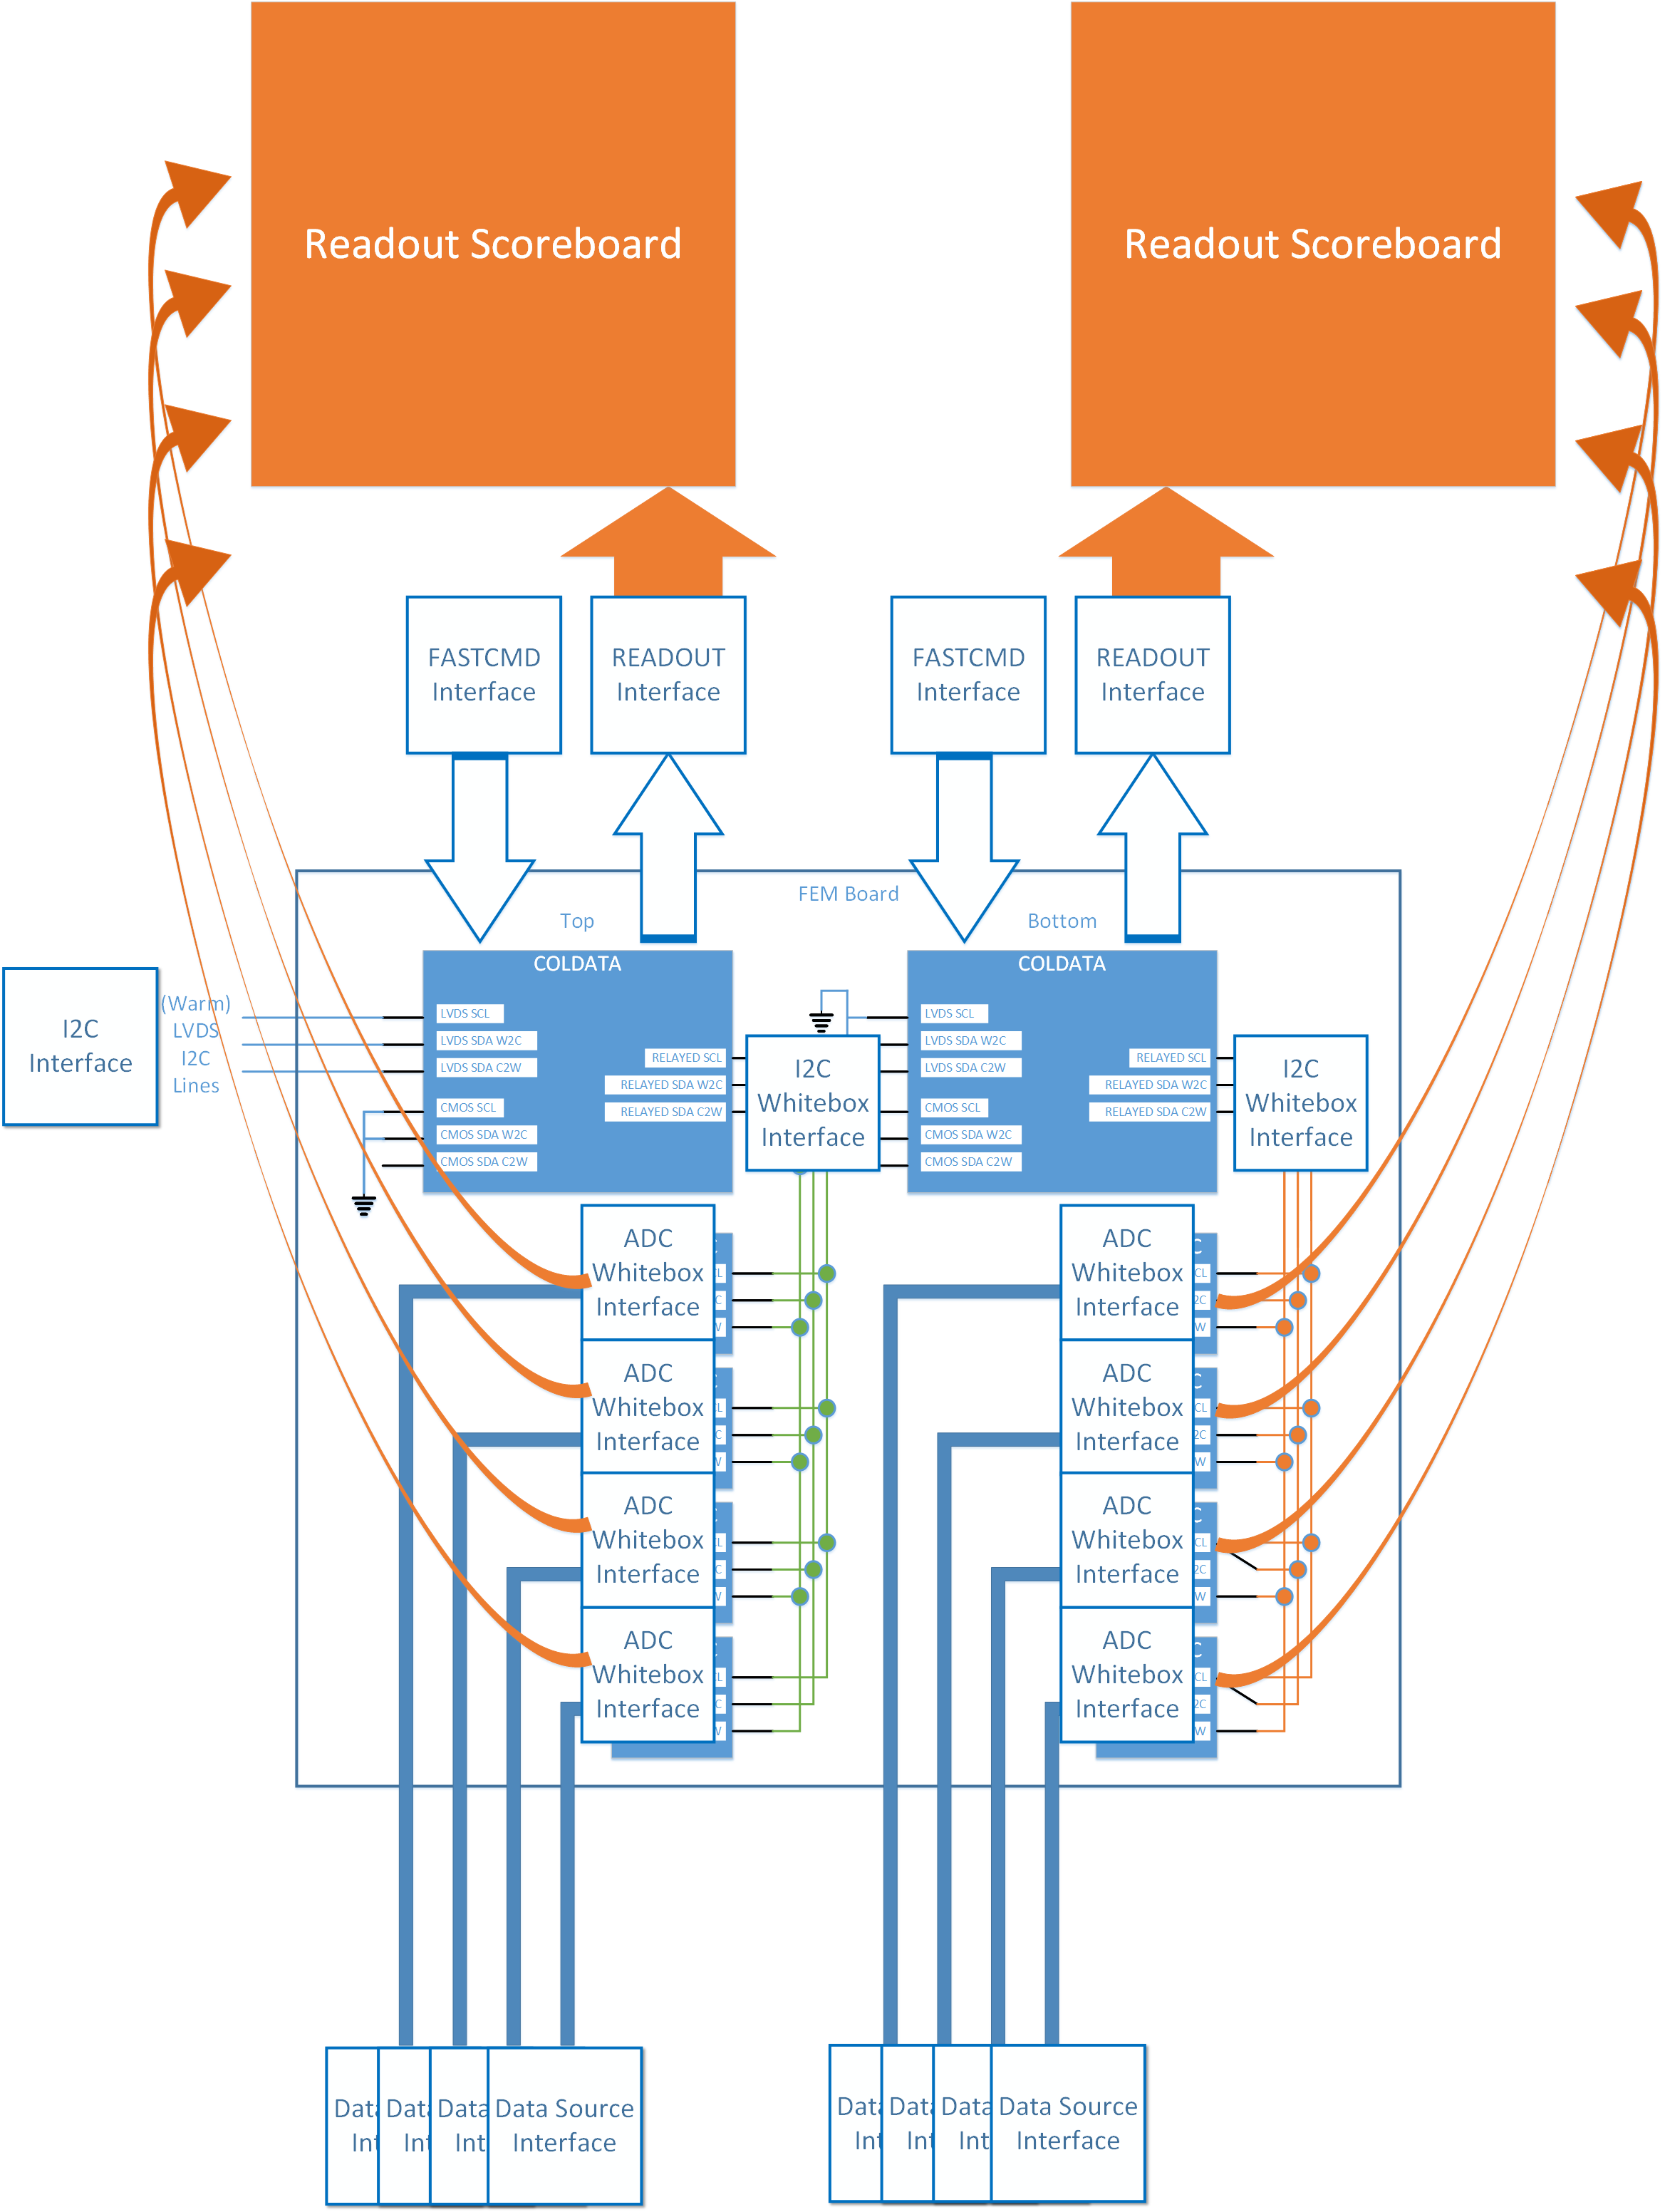 Readout Scoreboard
Readout Scoreboard
FASTCMD
Interface
READOUT
Interface
FASTCMD
Interface
READOUT
Interface
FEM Board
Top
Bottom
COLDATA
COLDATA
I2C
Interface
(Warm)
LVDS
I2C
Lines
LVDS SCL
LVDS SDA W2C
LVDS SDA C2W
CMOS SCL
CMOS SDA W2C
CMOS SDA C2W
RELAYED SCL
RELAYED SDA W2C
RELAYED SDA C2W
I2C
Whitebox
Interface
LVDS SCL
LVDS SDA W2C
LVDS SDA C2W
CMOS SCL
CMOS SDA W2C
CMOS SDA C2W
RELAYED SCL
RELAYED SDA W2C
RELAYED SDA C2W
I2C
Whitebox
Interface
ADC
Whitebox
Interface
ADC
Whitebox
Interface
ADC
Whitebox
Interface
ADC
Whitebox
Interface
ADC
Whitebox
Interface
ADC
Whitebox
Interface
ADC
Whitebox
Interface
ADC
Whitebox
Interface
Data Source
Interface
Data Source
Interface